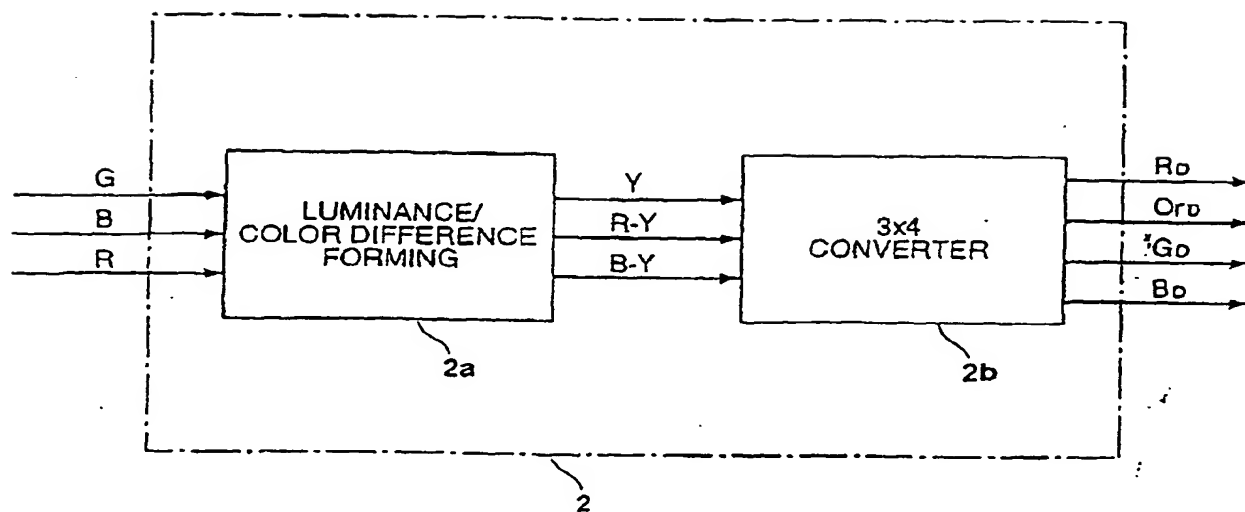 G
B
R
LUMINANCE/
COLOR DIFFERENCE
FORMING
2a
Y
R-Y
B-Y
3x4
CONVERTER
2b
RD
OrD
GD
BD
2